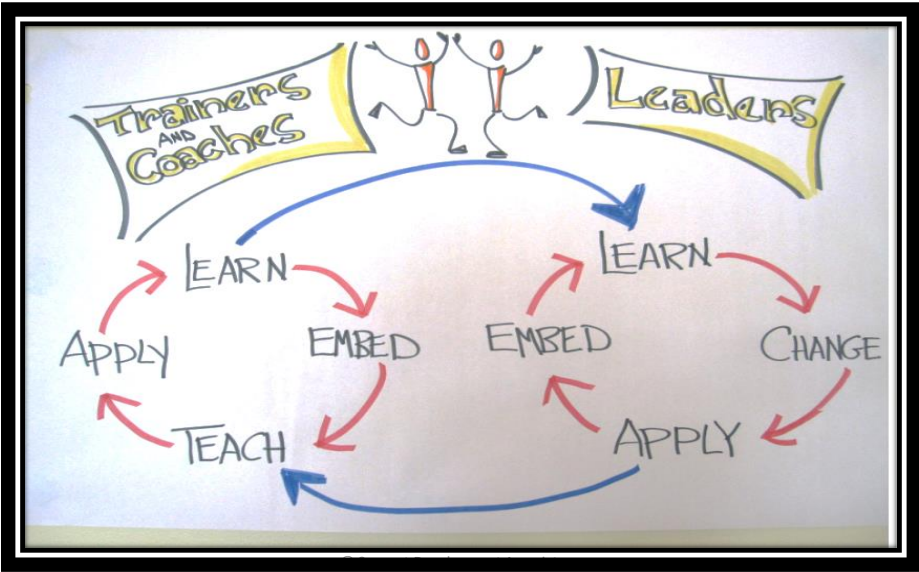 Trainers
AND
Coaches
Leaders
LEARN
EMBED
TEACH
APPLY
LEARN
CHANGE
APPLY
EMBED